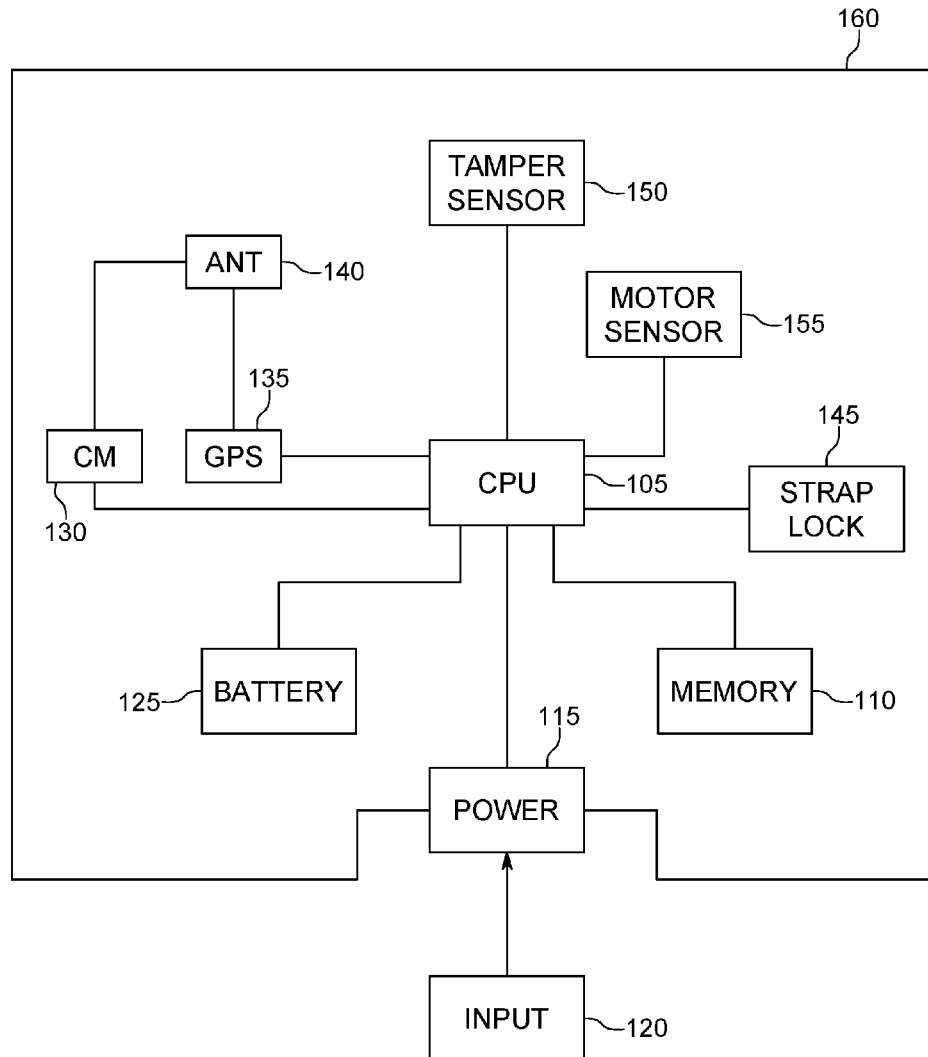 160
TAMPER
SENSOR
150
ANT
140
MOTOR
SENSOR
155
135
145
CM
GPS
CPU
105
STRAP
LOCK
130
BATTERY
125
MEMORY
110
115
POWER
INPUT
120